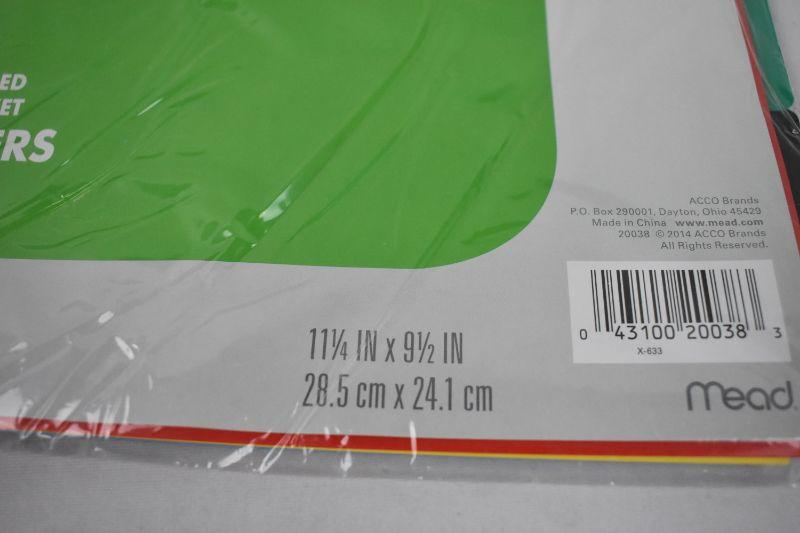 ED
ET
ERS
ACCO Brands
P.O. Box 290001, Dayton, Ohio 45429
Made in China www.mead.com
20038 © 2014 ACCO Brands
All Rights Reserved.
0 43100 20038 3
X-633
11¼ IN x 9½ IN
28.5 cm x 24.1 cm
Mead